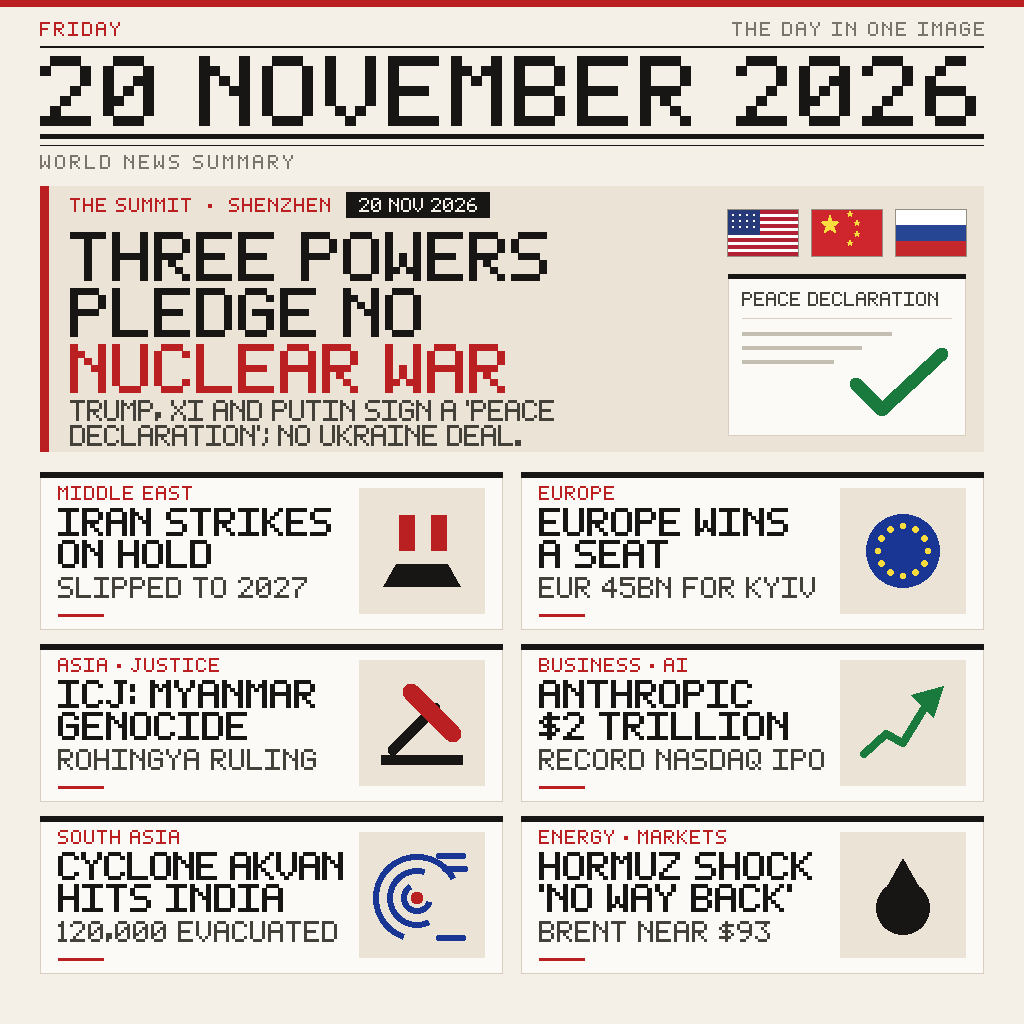 FRIDAY
THE DAY IN ONE IMAGE
20 NOVEMBER 2026
WORLD NEWS SUMMARY
THE SUMMIT · SHENZHEN
20 NOV 2026
THREE POWERS
PLEDGE NO
NUCLEAR WAR
TRUMP, XI AND PUTIN SIGN A 'PEACE
DECLARATION'; NO UKRAINE DEAL.
PEACE DECLARATION
MIDDLE EAST
IRAN STRIKES
ON HOLD
SLIPPED TO 2027
EUROPE
EUROPE WINS
A SEAT
EUR 45BN FOR KYIV
ASIA · JUSTICE
ICJ: MYANMAR
GENOCIDE
ROHINGYA RULING
BUSINESS · AI
ANTHROPIC
$2 TRILLION
RECORD NASDAQ IPO
SOUTH ASIA
CYCLONE AKVAN
HITS INDIA
120,000 EVACUATED
ENERGY · MARKETS
HORMUZ SHOCK
'NO WAY BACK'
BRENT NEAR $93